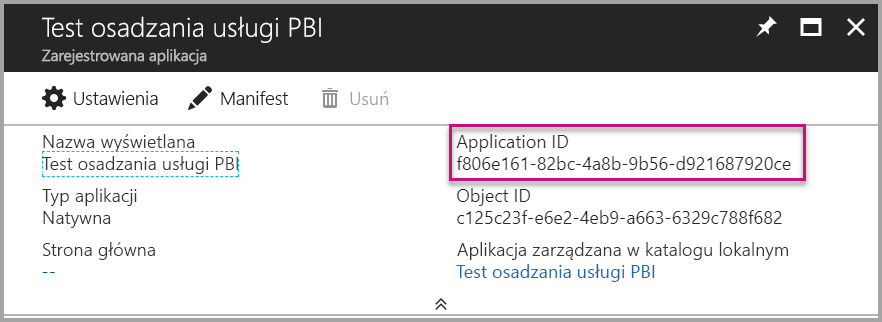 Test osadzania usługi PBI
Zarejestrowana aplikacja
Ustawienia
Manifest
Usuń
Nazwa wyświetlana
Test osadzania usługi PBI
Application ID
f806e161-82bc-4a8b-9b56-d921687920ce
Typ aplikacji
Natywna
Object ID
c125c23f-e6e2-4eb9-a663-6329c788f682
Strona główna
--
Aplikacja zarządzana w katalogu lokalnym
Test osadzania usługi PBI